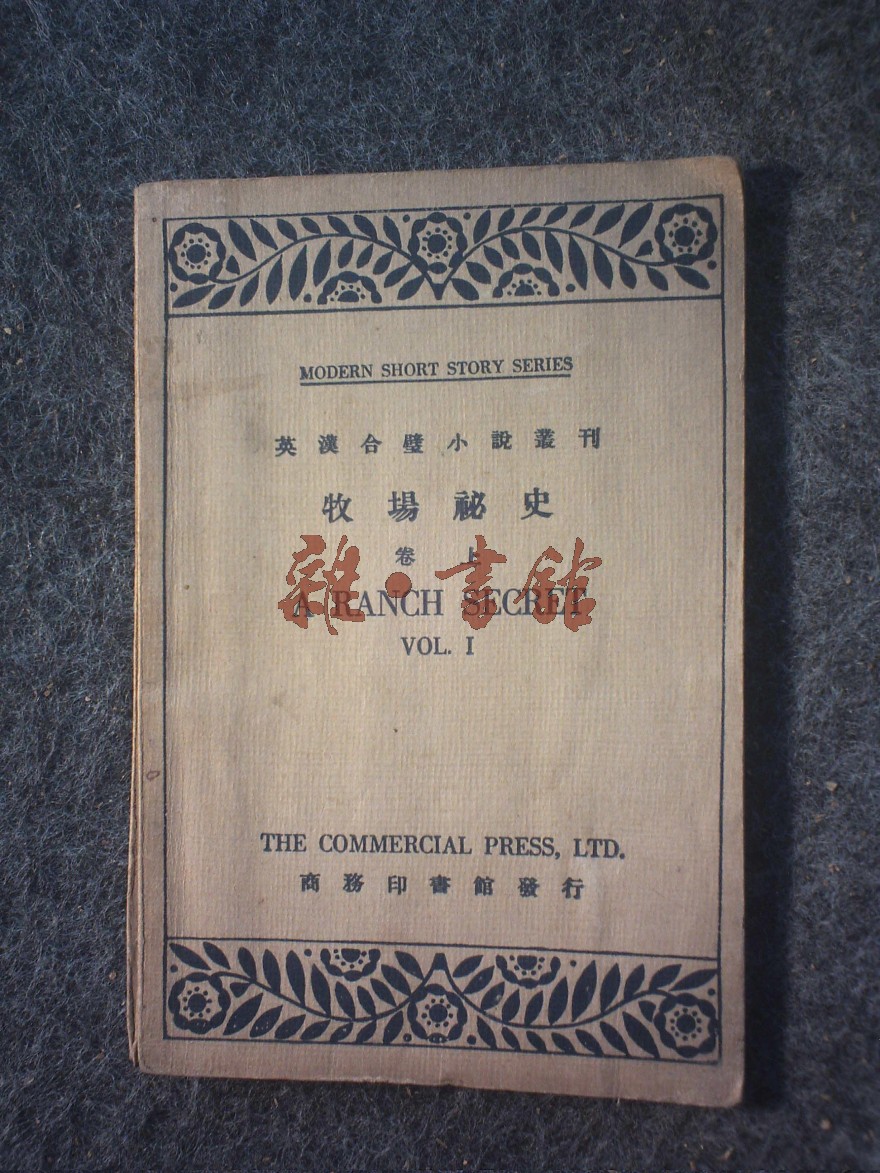 MODERN SHORT STORY SERIES
英漢合璧小說叢刊
牧場祕史
卷上
雜·書館
A RANCH SECRET
VOL. I
THE COMMERCIAL PRESS, LTD.
商務印書館發行